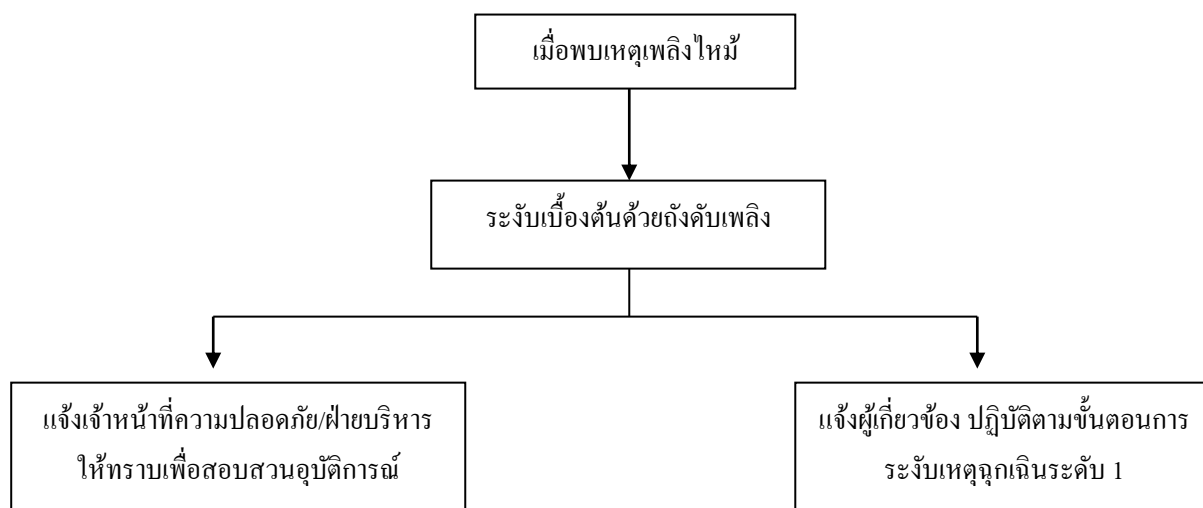 เมื่อพบเหตุเพลิงไหม้
ระงับเบื้องต้นด้วยถังดับเพลิง
แจ้งเจ้าหน้าที่ความปลอดภัย/ฝ่ายบริหาร
ให้ทราบเพื่อสอบสวนอุบัติการณ์
แจ้งผู้เกี่ยวข้อง ปฏิบัติตามขั้นตอนการ
ระงับเหตุฉุกเฉินระดับ 1